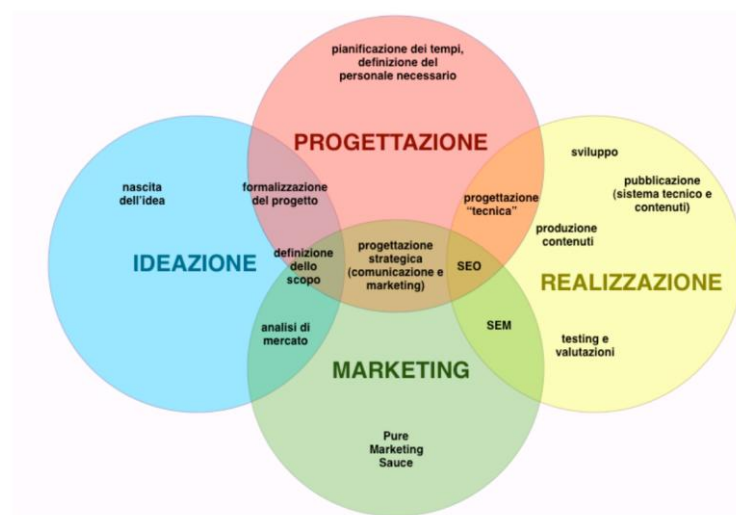 pianificazione dei tempi,
definizione del
personale necessario
PROGETTAZIONE
sviluppo
nascita
dell'idea
formalizzazione
del progetto
progettazione
"tecnica"
pubblicazione
(sistema tecnico e
contenuti)
produzione
contenuti
IDEAZIONE
definizione
dello
scopo
progettazione
strategica
(comunicazione e
marketing)
SEO
REALIZZAZIONE
analisi di
mercato
SEM
testing e
valutazioni
MARKETING
Pure
Marketing
Sauce